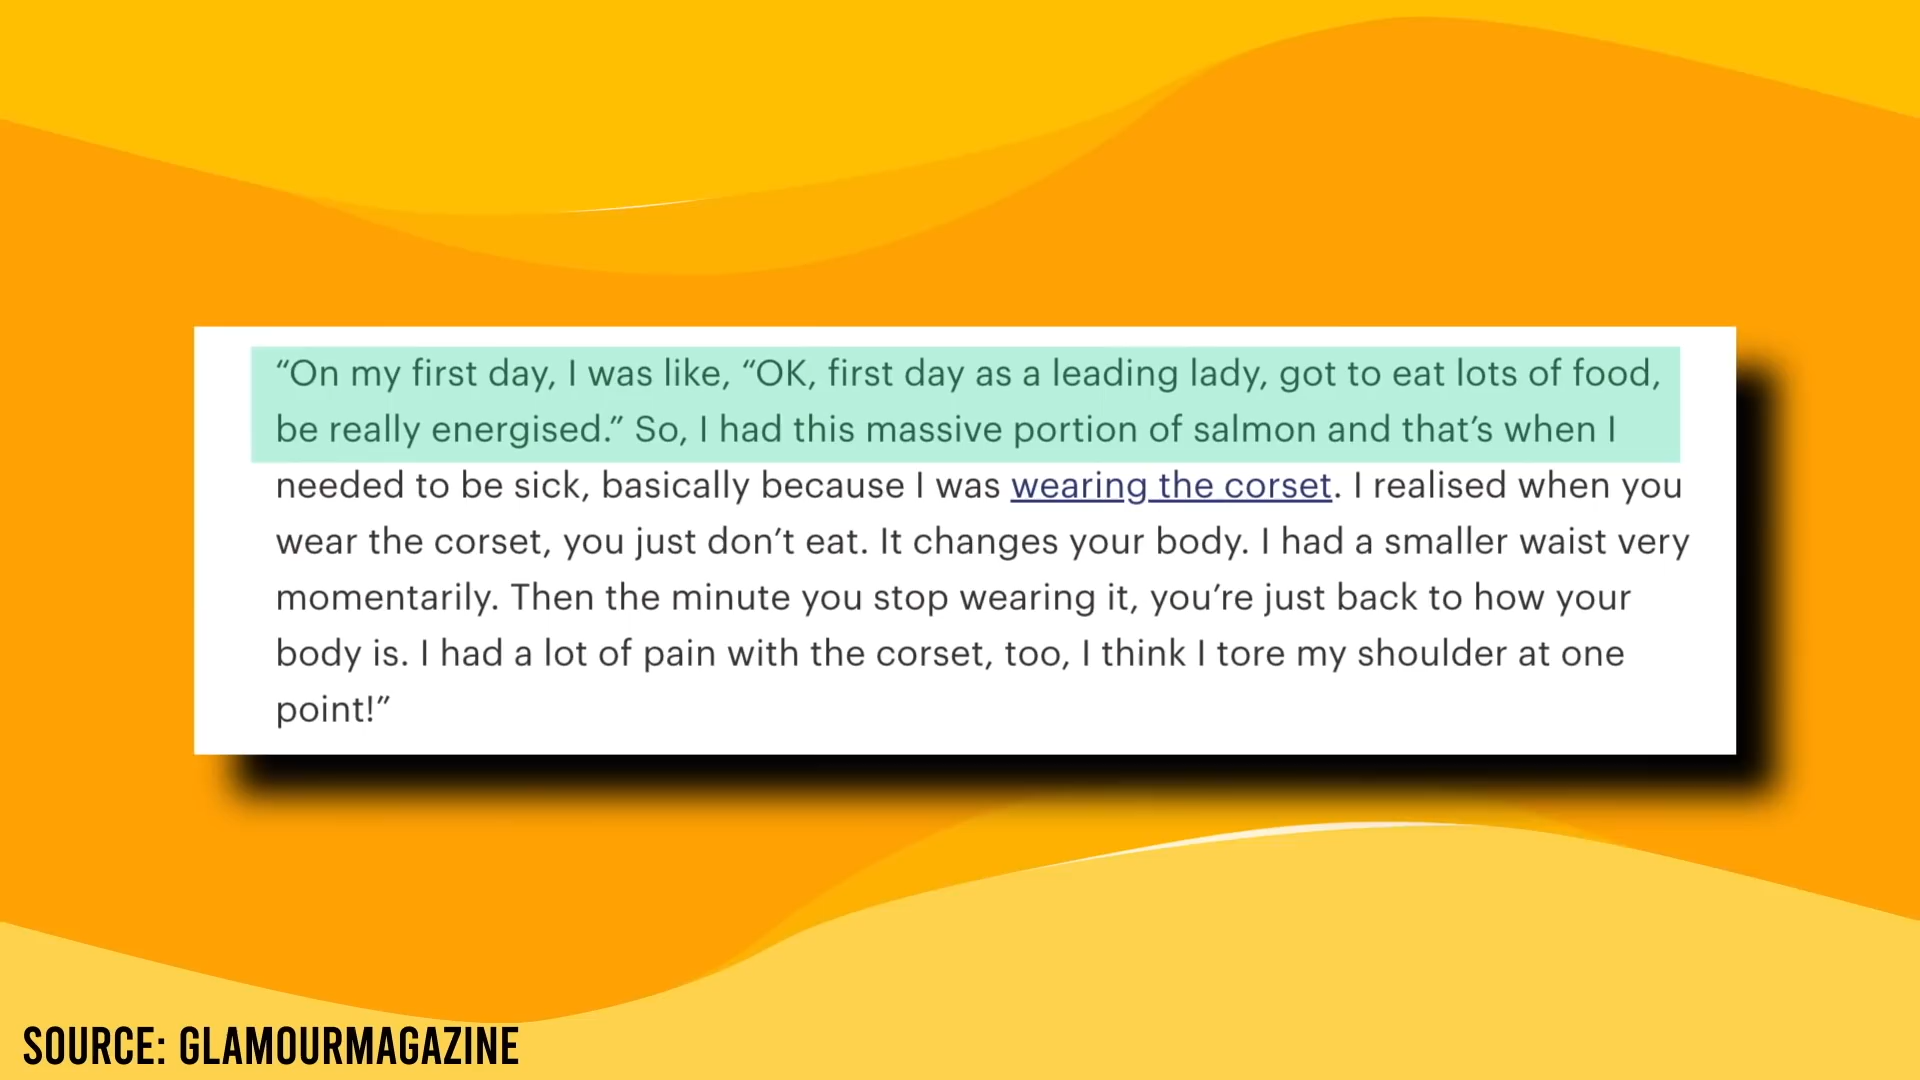 “On my first day, I was like, “OK, first day as a leading lady, got to eat lots of food,
be really energised.” So, I had this massive portion of salmon and that’s when I
needed to be sick, basically because I was wearing the corset. I realised when you
wear the corset, you just don’t eat. It changes your body. I had a smaller waist very
momentarily. Then the minute you stop wearing it, you’re just back to how your
body is. I had a lot of pain with the corset, too, I think I tore my shoulder at one
point!”
SOURCE: GLAMOURMAGAZINE